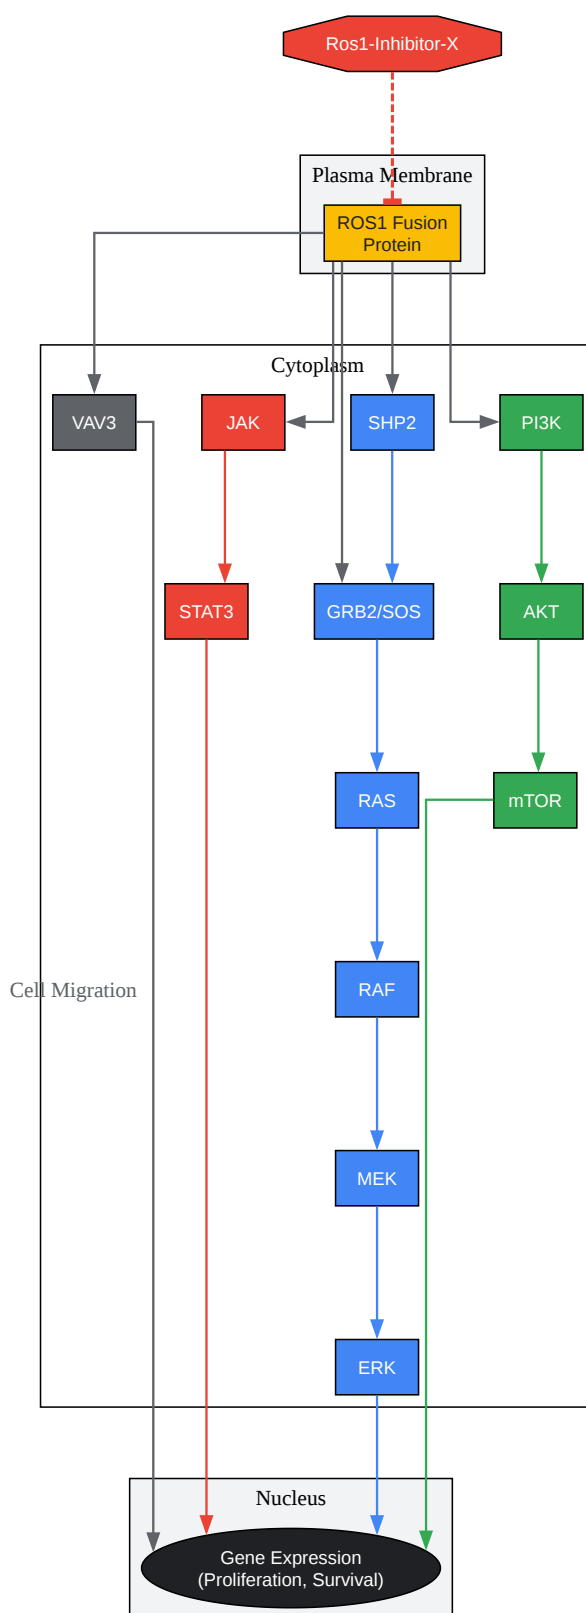 Ros1-Inhibitor-X
Plasma Membrane
ROS1 Fusion
Protein
Cytoplasm
VAV3
JAK
SHP2
PI3K
STAT3
GRB2/SOS
AKT
RAS
mTOR
Cell Migration
RAF
MEK
ERK
Nucleus
Gene Expression
(Proliferation, Survival)